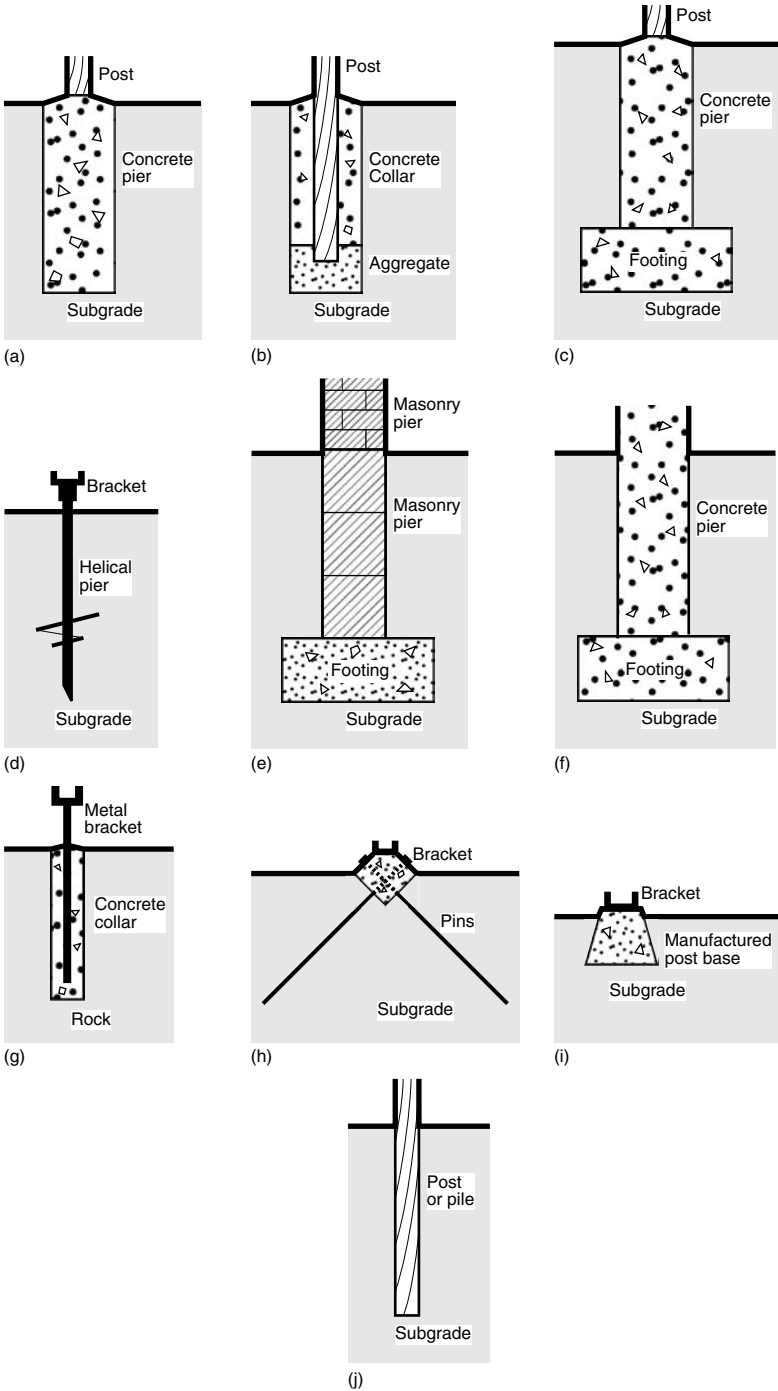 Post
Concrete
pier
Subgrade
(a)
Post
Concrete
Collar
Aggregate
Subgrade
(b)
Post
Concrete
pier
Footing
Subgrade
(c)
Bracket
Helical
pier
Subgrade
(d)
Masonry
pier
Masonry
pier
Footing
Subgrade
(e)
Concrete
pier
Footing
Subgrade
(f)
Metal
bracket
Concrete
collar
Rock
(g)
Bracket
Pins
Subgrade
(h)
Bracket
Manufactured
post base
Subgrade
(i)
Post
or pile
Subgrade
(j)